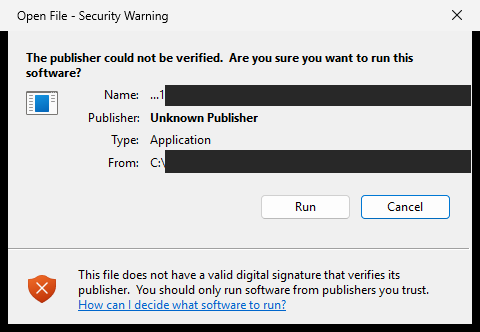 Open File - Security Warning
The publisher could not be verified.  Are you sure you want to run this
software?
Name: ...1
Publisher: Unknown Publisher
Type: Application
From: C:\
Run Cancel
This file does not have a valid digital signature that verifies its
publisher.  You should only run software from publishers you trust.
How can I decide what software to run?